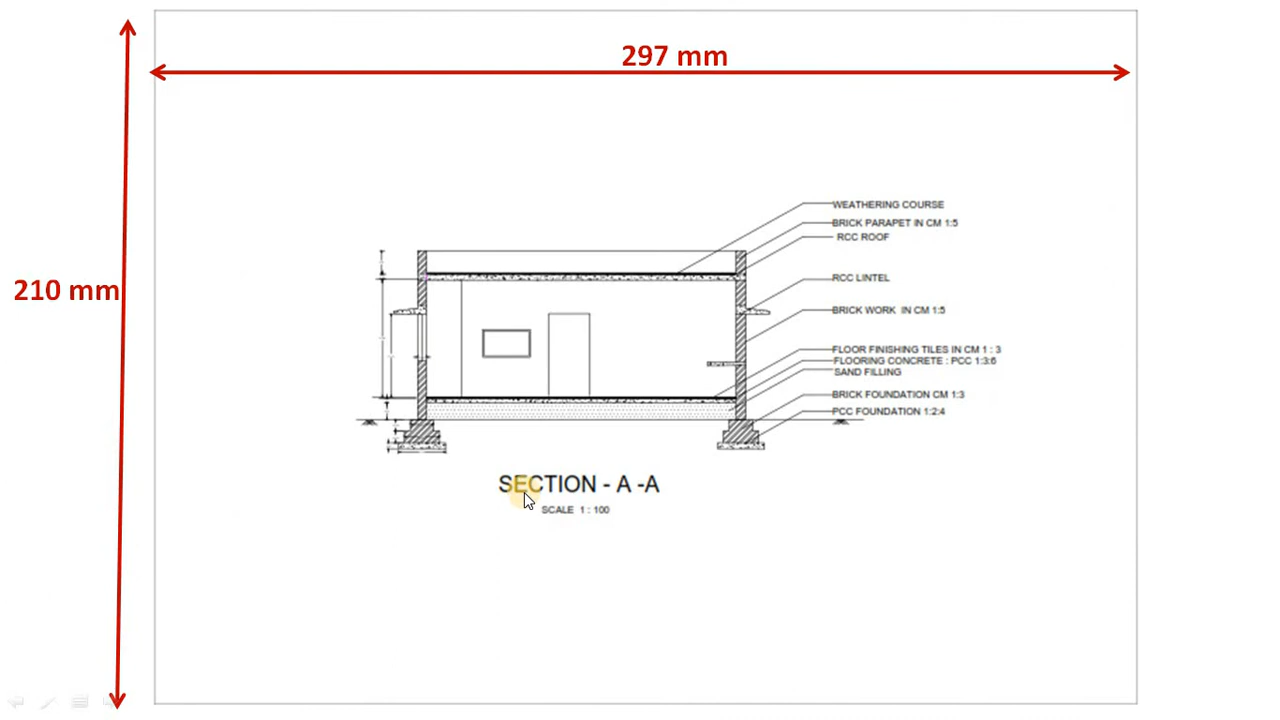 297 mm
210 mm
WEATHERING COURSE
BRICK PARAPET IN CM 1:5
RCC ROOF
RCC LINTEL
BRICK WORK IN CM 1:5
FLOOR FINISHING TILES IN CM 1 : 3
FLOORING CONCRETE : PCC 1:3:6
SAND FILLING
BRICK FOUNDATION CM 1:3
PCC FOUNDATION 1:2:4
SECTION - A -A
SCALE 1 : 100